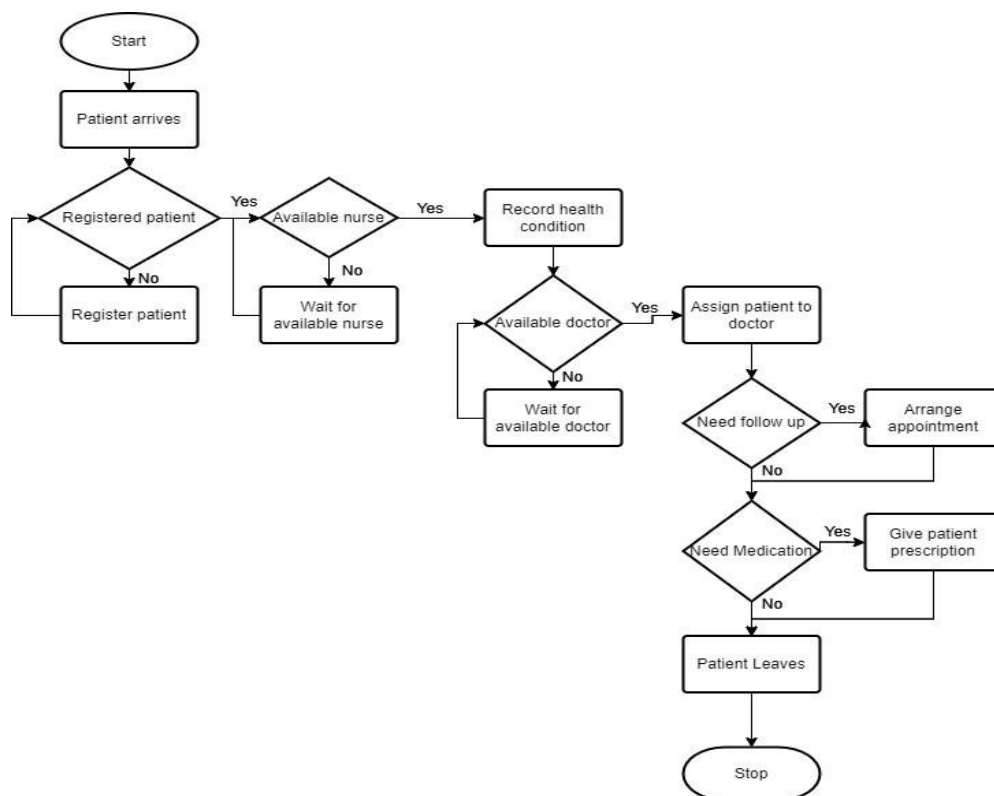 Start
Patient arrives
Registered patient
Yes
No
Register patient
Available nurse
Yes
No
Wait for
available nurse
Record health
condition
Available doctor
Yes
No
Wait for
available doctor
Assign patient to
doctor
Need follow up
Yes
Arrange
appointment
No
Need Medication
Yes
Give patient
prescription
No
Patient Leaves
Stop